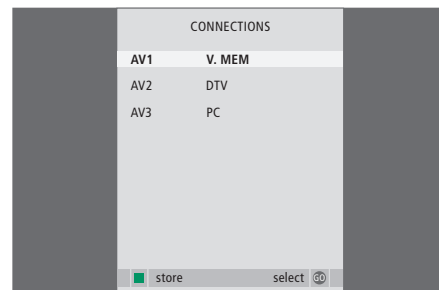 CONNECTIONS
AV1 V. MEM
AV2 DTV
AV3 PC
store select GO